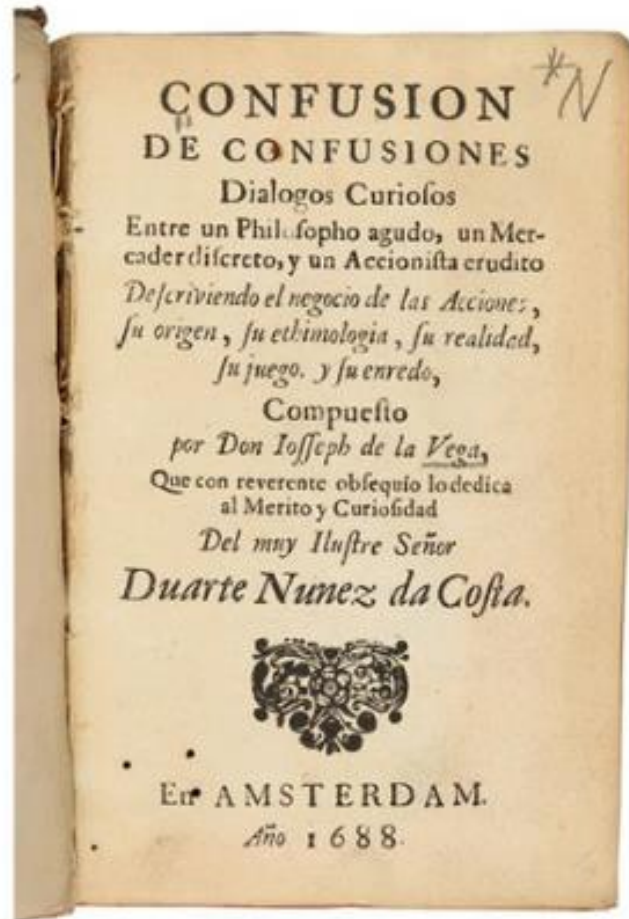 *N
CONFUSION
DE CONFUSIONES
Dialogos Curioſos
Entre un Philoſopho agudo, un Mer-
cader diſcreto, y un Accioniſta erudito
Deſcriviendo el negocio de las Acciones,
ſu origen, ſu ethimologia, ſu realidad,
ſu juego. y ſu enredo,
Compueſto
por Don Ioſſeph de la Vega,
Que con reverente obſequio lo dedica
al Merito y Curioſidad
Del muy Iluſtre Señor
Duarte Nunez da Coſta.
En AMSTERDAM.
Año 1688.